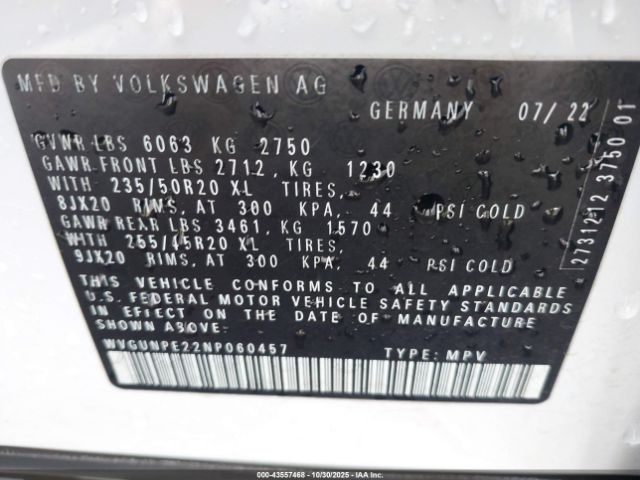 MFD BY VOLKSWAGEN AG
GERMANY 07/22
GVWR LBS 6063 KG 2750
GAWR FRONT LBS 2712, KG 1230
WITH 235/50R20 XL TIRES,
8JX20 RIMS, AT 300 KPA, 44 PSI COLD
GAWR REAR LBS 3461, KG 1570
WITH 255/45R20 XL TIRES,
9JX20 RIMS, AT 300 KPA, 44 PSI COLD
THIS VEHICLE CONFORMS TO ALL APPLICABLE
U.S. FEDERAL MOTOR VEHICLE SAFETY STANDARDS
IN EFFECT ON THE DATE OF MANUFACTURE
SHOWN ABOVE.
WVGUNPE22NP060457 TYPE: MPV
2731212 3750 01
43557468 - 10/30/2025 - IAA Inc.